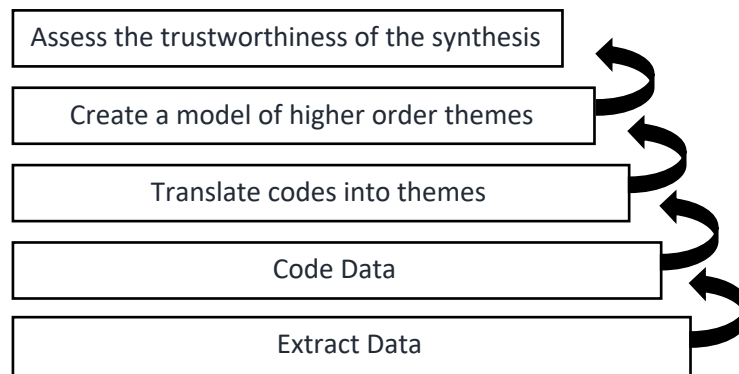 Assess the trustworthiness of the synthesis
Create a model of higher order themes
Translate codes into themes
Code Data
Extract Data